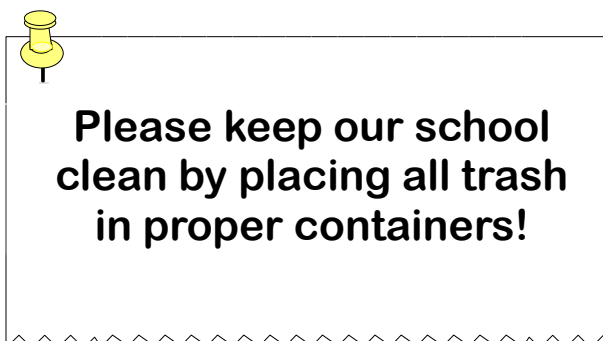 Please keep our school
clean by placing all trash
in proper containers!